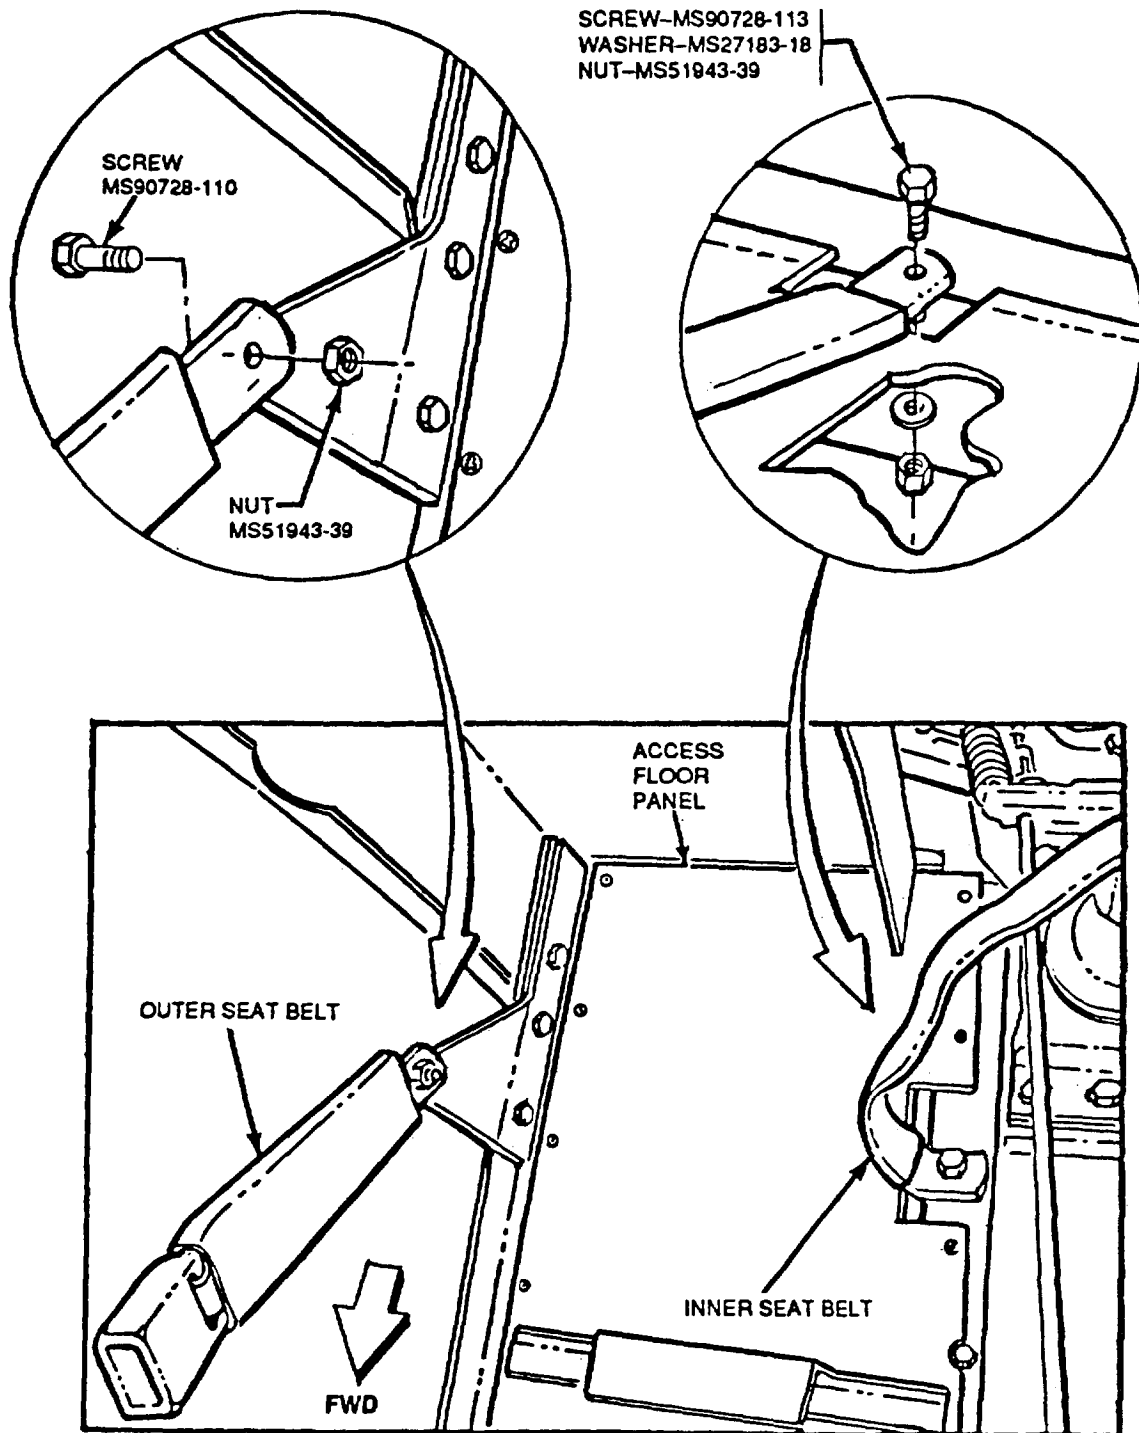 SCREW-MS90728-113
WASHER-MS27183-18
NUT-MS51943-39
SCREW
MS90728-110
NUT
MS51943-39
ACCESS
FLOOR
PANEL
OUTER SEAT BELT
INNER SEAT BELT
FWD